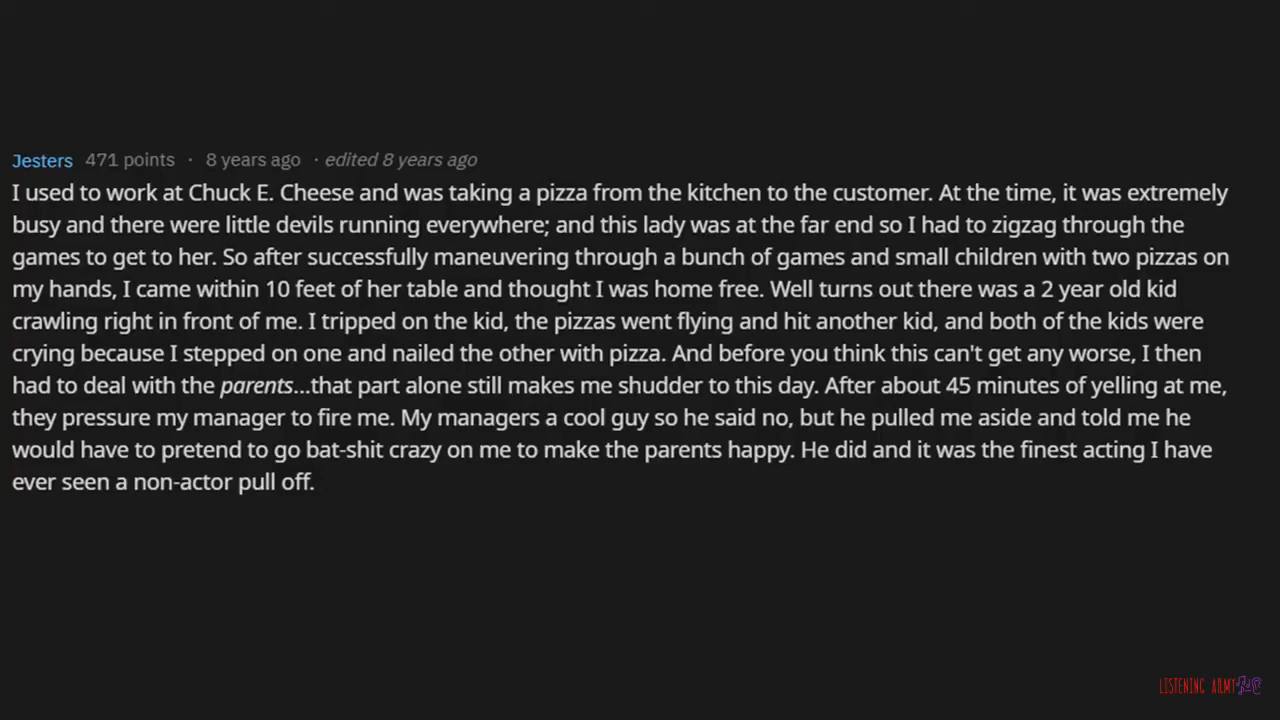 Jesters 471 points · 8 years ago · edited 8 years ago
I used to work at Chuck E. Cheese and was taking a pizza from the kitchen to the customer. At the time, it was extremely
busy and there were little devils running everywhere; and this lady was at the far end so I had to zigzag through the
games to get to her. So after successfully maneuvering through a bunch of games and small children with two pizzas on
my hands, I came within 10 feet of her table and thought I was home free. Well turns out there was a 2 year old kid
crawling right in front of me. I tripped on the kid, the pizzas went flying and hit another kid, and both of the kids were
crying because I stepped on one and nailed the other with pizza. And before you think this can't get any worse, I then
had to deal with the parents...that part alone still makes me shudder to this day. After about 45 minutes of yelling at me,
they pressure my manager to fire me. My managers a cool guy so he said no, but he pulled me aside and told me he
would have to pretend to go bat-shit crazy on me to make the parents happy. He did and it was the finest acting I have
ever seen a non-actor pull off.
LISTENING